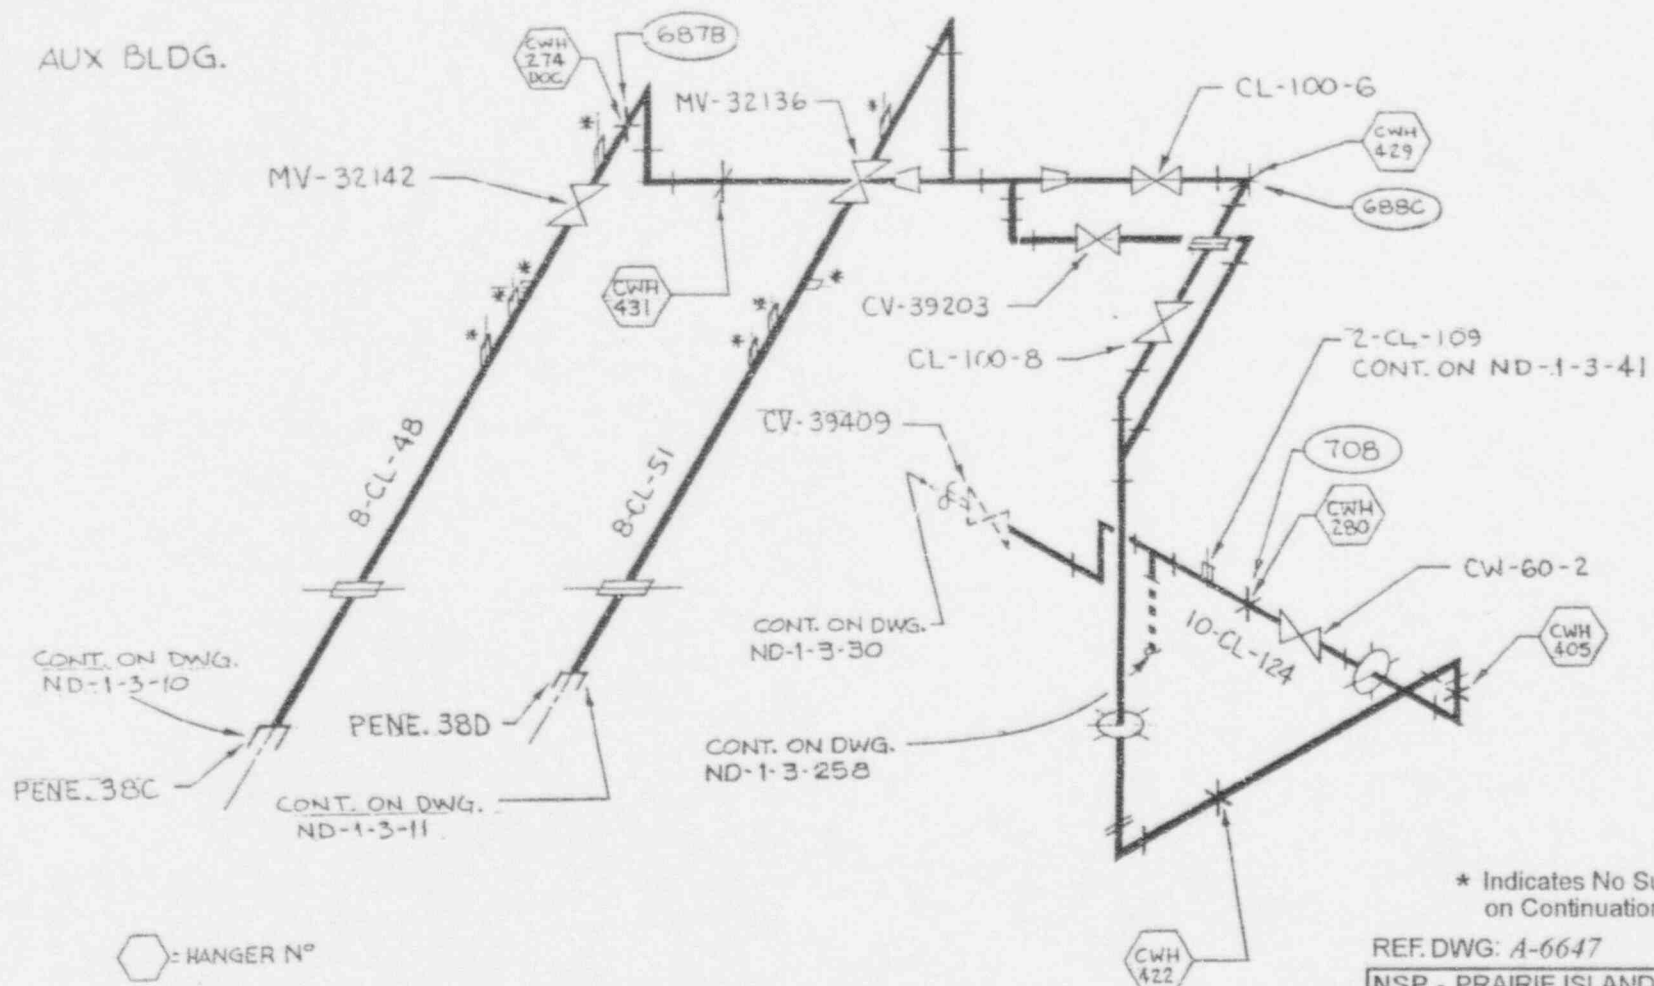 AUX BLDG.
CWH
274
DOC
687B
MV-32136
CL-100-6
CWH
429
MV-32142
688C
*
*
*
*
*
*
*
*
CWH
431
CV-39203
CL-100-8
2-CL-109
CONT. ON ND-1-3-41
CV-39409
708
CWH
280
8-CL-48
8-CL-51
CW-60-2
CONT. ON DWG.
ND-1-3-30
10-CL-124
CWH
405
CONT. ON DWG.
ND-1-3-10
PENE. 38D
CONT. ON DWG.
ND-1-3-258
PENE. 38C
CONT. ON DWG.
ND-1-3-11
* Indicates No Su
on Continuation
= HANGER Nº
CWH
422
REF. DWG: A-6647
NSP - PRAIRIE ISLAND